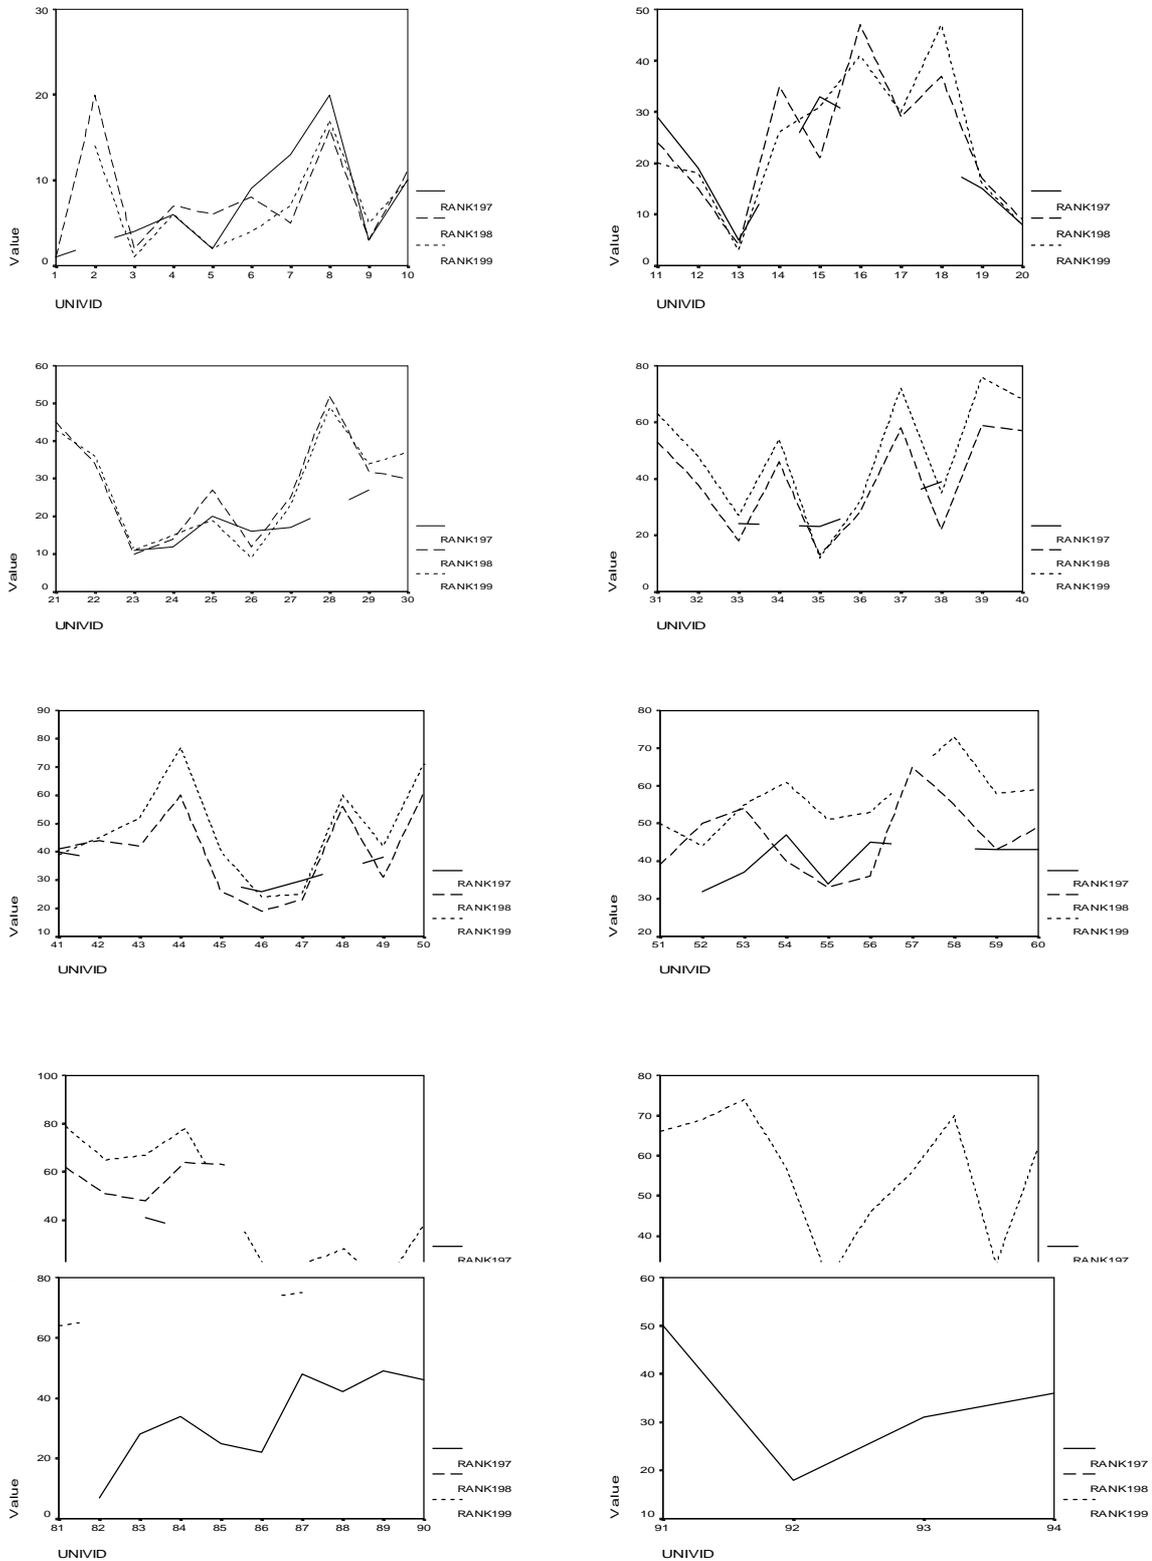 30
20
10
0
1 2 3 4 5 6 7 8 9 10
Value
UNIVID
RANK197
RANK198
RANK199
50
40
30
20
10
0
11 12 13 14 15 16 17 18 19 20
Value
UNIVID
RANK197
RANK198
RANK199
60
50
40
30
20
10
0
21 22 23 24 25 26 27 28 29 30
Value
UNIVID
RANK197
RANK198
RANK199
80
60
40
20
0
31 32 33 34 35 36 37 38 39 40
Value
UNIVID
RANK197
RANK198
RANK199
90
80
70
60
50
40
30
20
10
41 42 43 44 45 46 47 48 49 50
Value
UNIVID
RANK197
RANK198
RANK199
80
70
60
50
40
30
20
51 52 53 54 55 56 57 58 59 60
Value
UNIVID
RANK197
RANK198
RANK199
100
80
60
40
RANK197
80
70
60
50
40
RANK197
80
60
40
20
0
81 82 83 84 85 86 87 88 89 90
Value
UNIVID
RANK197
RANK198
RANK199
60
50
40
30
20
10
91 92 93 94
Value
UNIVID
RANK197
RANK198
RANK199